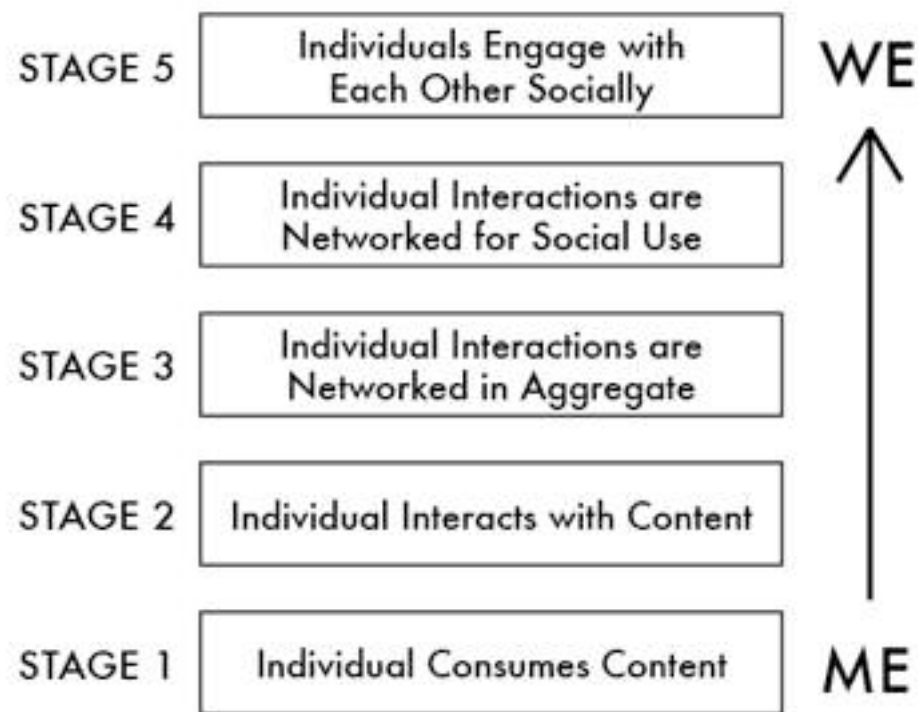 STAGE 5
Individuals Engage with
Each Other Socially
WE
STAGE 4
Individual Interactions are
Networked for Social Use
STAGE 3
Individual Interactions are
Networked in Aggregate
STAGE 2
Individual Interacts with Content
STAGE 1
Individual Consumes Content
ME